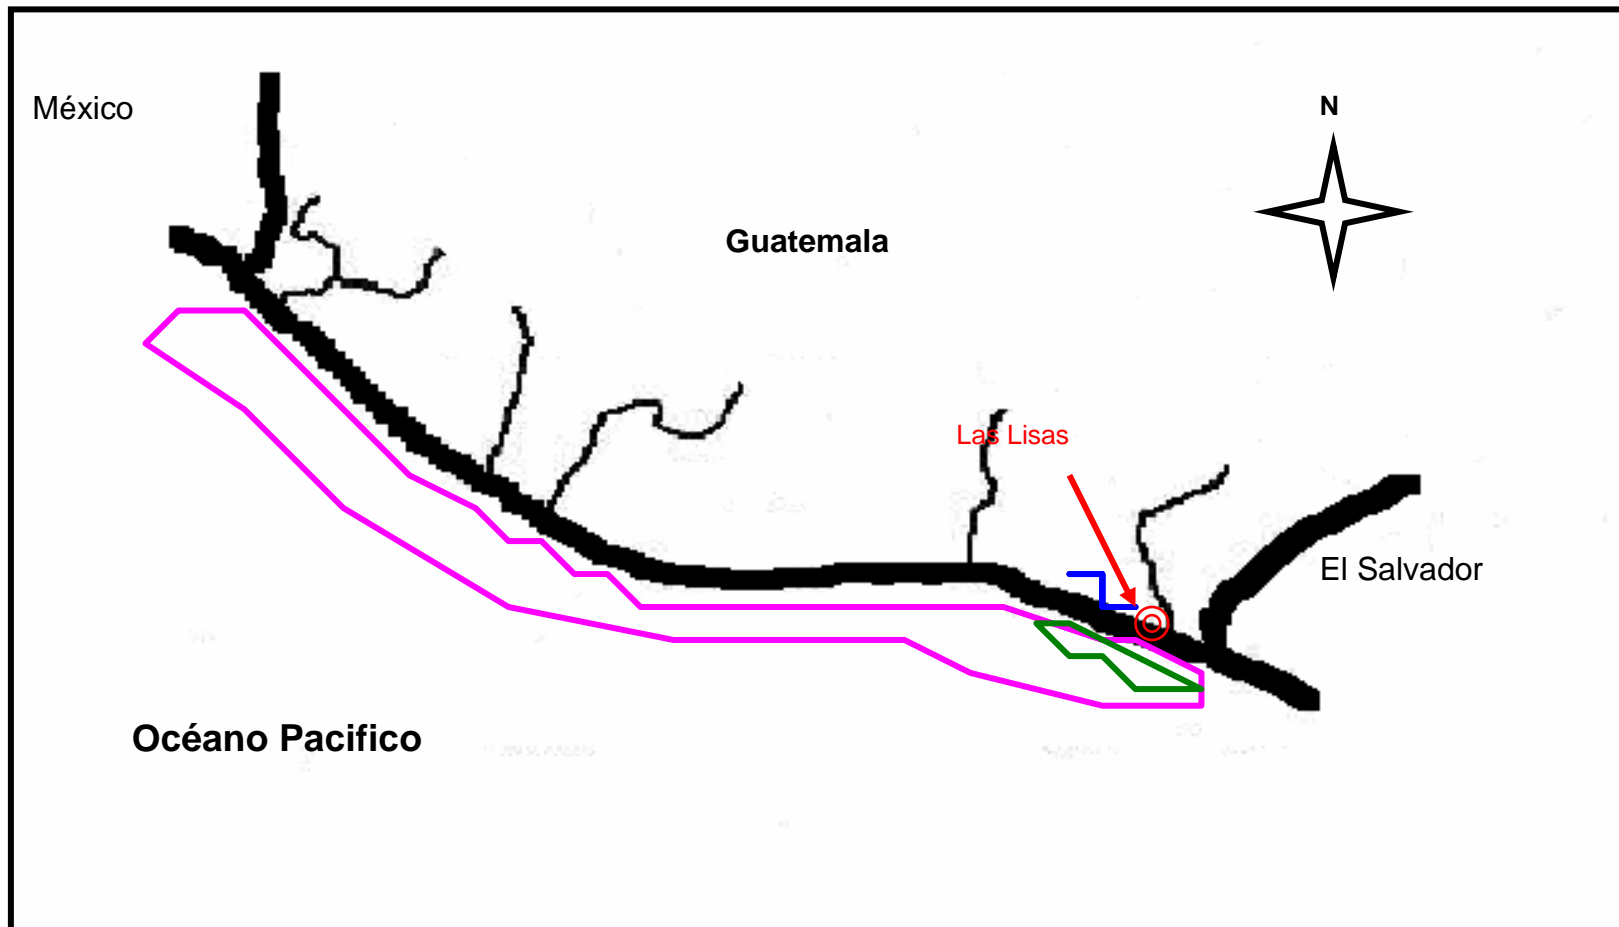 México
N
Guatemala
Las Lisas
El Salvador
Océano Pacifico